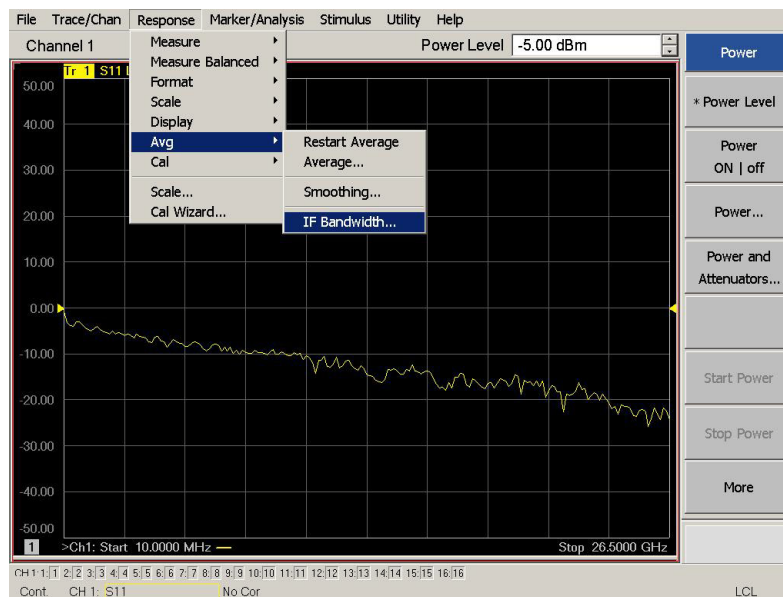 File Trace/Chan Response Marker/Analysis Stimulus Utility Help
Channel 1
Power Level -5.00 dBm
Measure
Measure Balanced
Format
Scale
Display
Avg
Cal
Scale...
Cal Wizard...
Restart Average
Average...
Smoothing...
IF Bandwidth...
Tr 1 S11 L
50.00
40.00
30.00
20.00
10.00
0.00
-10.00
-20.00
-30.00
-40.00
-50.00
1 >Ch1: Start 10.0000 MHz
Stop 26.5000 GHz
Power
* Power Level
Power
ON | off
Power...
Power and
Attenuators...
Start Power
Stop Power
More
CH 1: 1:1 2:2 3:3 4:4 5:5 6:6 7:7 8:8 9:9 10:10 11:11 12:12 13:13 14:14 15:15 16:16
Cont. CH 1: S11 No Cor LCL